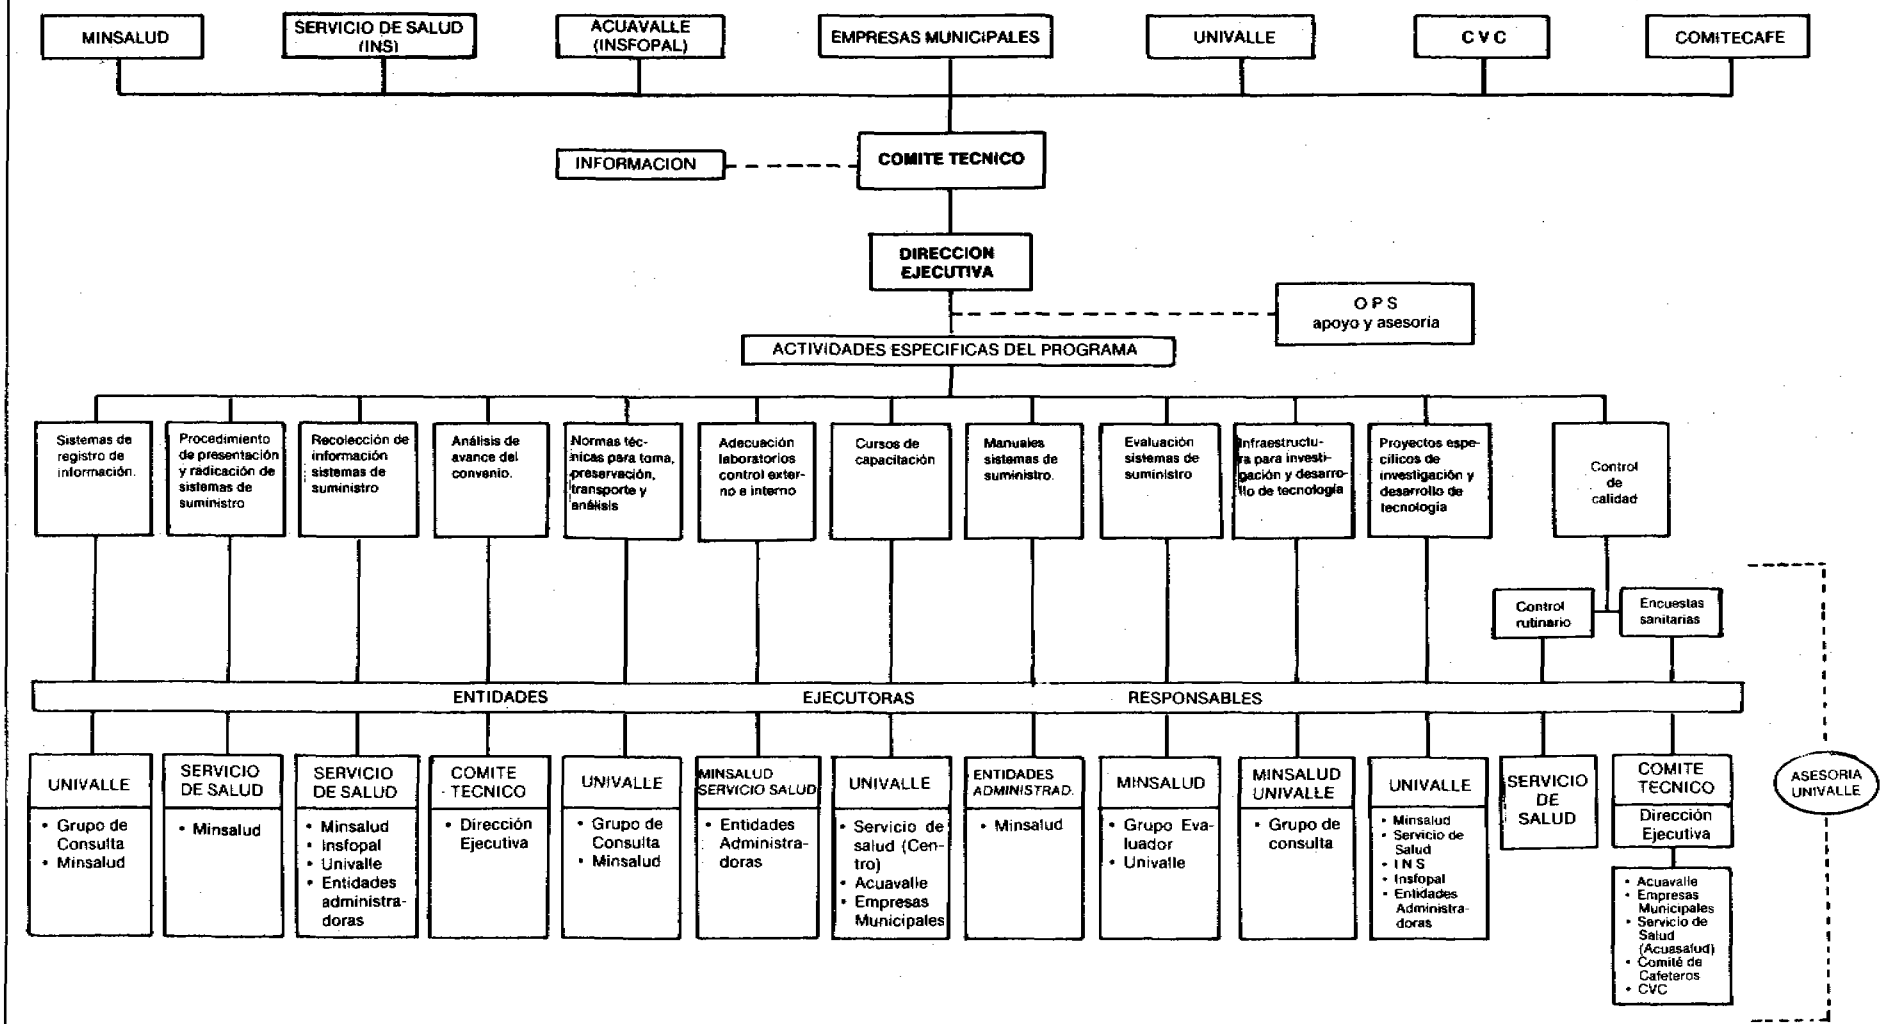 MINSALUD
SERVICIO DE SALUD
(INS)
ACUAVALLE
(INSFOPAL)
EMPRESAS MUNICIPALES
UNIVALLE
C V C
COMITECAFE
INFORMACION
COMITE TECNICO
DIRECCION
EJECUTIVA
O P S
apoyo y asesoría
ACTIVIDADES ESPECIFICAS DEL PROGRAMA
Sistemas de
registro de
información.
Procedimiento
de presentación
y radicación de
sistemas de
suministro
Recolección de
información
sistemas de
suministro
Análisis de
avance del
convenio.
Normas téc-
nicas para toma,
preservación,
transporte y
análisis
Adecuación
laboratorios
control exter-
no e interno
Cursos de
capacitación
Manuales
sistemas de
suministro.
Evaluación
sistemas de
suministro
Infraestructu-
ra para investi-
gación y desarro-
llo de tecnología
Proyectos espe-
cíficos de
investigación y
desarrollo de
tecnología
Control
de
calidad
Control
rutinario
Encuestas
sanitarias
ENTIDADES EJECUTORAS RESPONSABLES
UNIVALLE
• Grupo de
Consulta
• Minsalud
SERVICIO
DE SALUD
• Minsalud
SERVICIO
DE SALUD
• Minsalud
• Insfopal
• Univalle
• Entidades
administra-
doras
COMITE
TECNICO
• Dirección
Ejecutiva
UNIVALLE
• Grupo de
Consulta
• Minsalud
MINSALUD
SERVICIO SALUD
• Entidades
Administra-
doras
UNIVALLE
• Servicio de
salud (Cen-
tro)
• Acuavalle
• Empresas
Municipales
ENTIDADES
ADMINISTRAD.
• Minsalud
MINSALUD
• Grupo Eva-
luador
• Univalle
MINSALUD
UNIVALLE
• Grupo de
consulta
UNIVALLE
• Minsalud
• Servicio de
Salud
• I N S
• Insfopal
• Entidades
Administra-
doras
SERVICIO
DE
SALUD
COMITE
TECNICO
Dirección
Ejecutiva
• Acuavalle
• Empresas
Municipales
• Servicio de
Salud
(Acuasalud)
• Comité de
Cafeteros
• CVC
ASESORIA
UNIVALLE